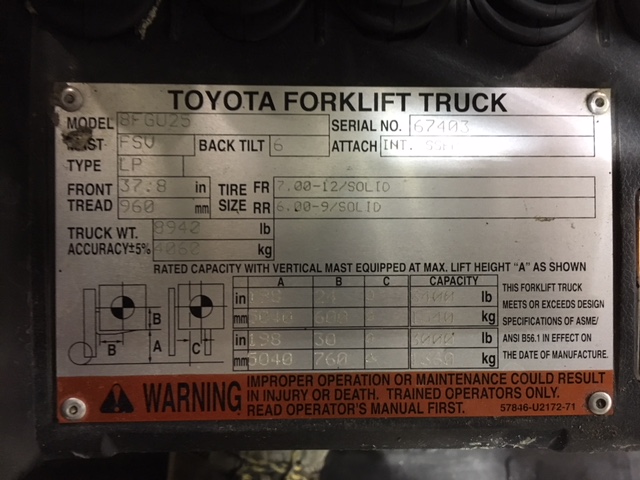 TOYOTA FORKLIFT TRUCK
MODEL 8FGU25 SERIAL NO. 67403
FSV BACK TILT 6 ATTACH INT.
TYPE LP
FRONT TREAD 37.8 in 960 mm
TIRE SIZE FR 7.00-12/SOLID
RR 6.00-9/SOLID
TRUCK WT. ACCURACY±5% 8940 lb
4060 kg
RATED CAPACITY WITH VERTICAL MAST EQUIPPED AT MAX. LIFT HEIGHT "A" AS SHOWN
A B C CAPACITY
in 198 lb
mm 5040 600 kg
in 198 30 lb
mm 5040 760 kg
B
A
B
C
THIS FORKLIFT TRUCK
MEETS OR EXCEEDS DESIGN
SPECIFICATIONS OF ASME/
ANSI B56.1 IN EFFECT ON
THE DATE OF MANUFACTURE.
WARNING
IMPROPER OPERATION OR MAINTENANCE COULD RESULT
IN INJURY OR DEATH. TRAINED OPERATORS ONLY.
READ OPERATOR'S MANUAL FIRST. 57846-U2172-71